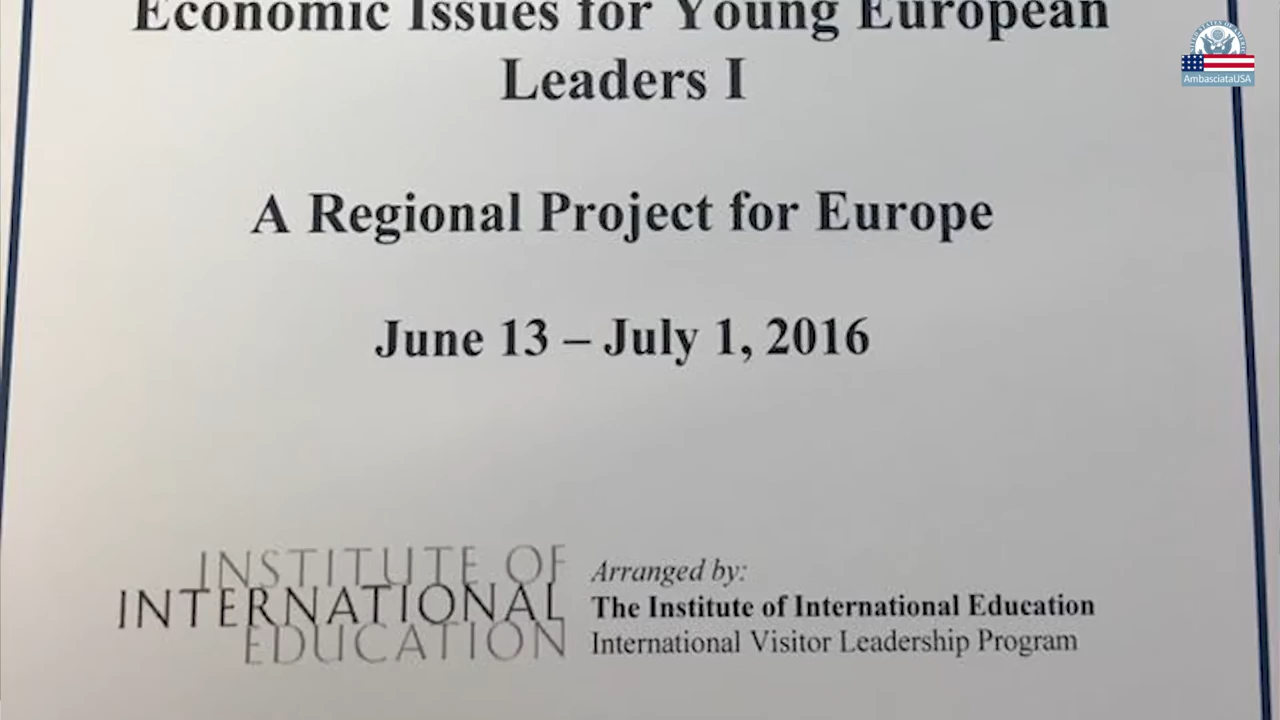 Economic Issues for Young European
Leaders I
A Regional Project for Europe
June 13 – July 1, 2016
INSTITUTE OF
INTERNATIONAL
EDUCATION
Arranged by:
The Institute of International Education
International Visitor Leadership Program
AmbasciataUSA